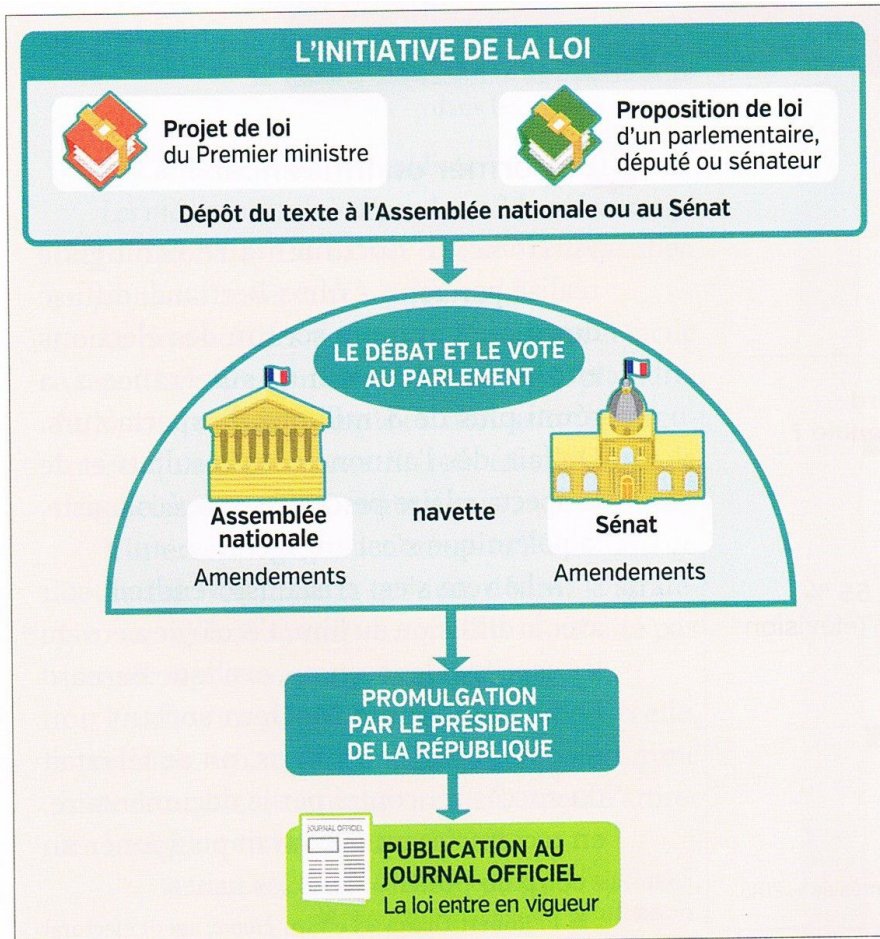 L'INITIATIVE DE LA LOI
Projet de loi
du Premier ministre
Proposition de loi
d'un parlementaire,
député ou sénateur
Dépôt du texte à l'Assemblée nationale ou au Sénat
LE DÉBAT ET LE VOTE
AU PARLEMENT
Assemblée
nationale
navette
Sénat
Amendements
Amendements
PROMULGATION
PAR LE PRÉSIDENT
DE LA RÉPUBLIQUE
JOURNAL OFFICIEL
PUBLICATION AU
JOURNAL OFFICIEL
La loi entre en vigueur